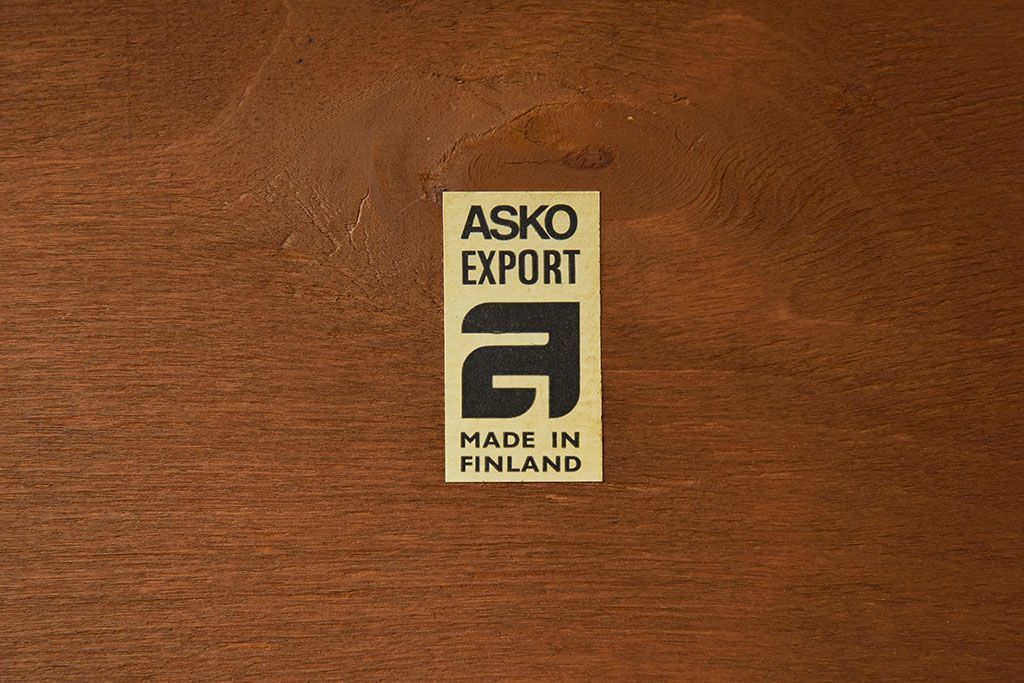 ASKO
EXPORT
a
MADE IN
FINLAND